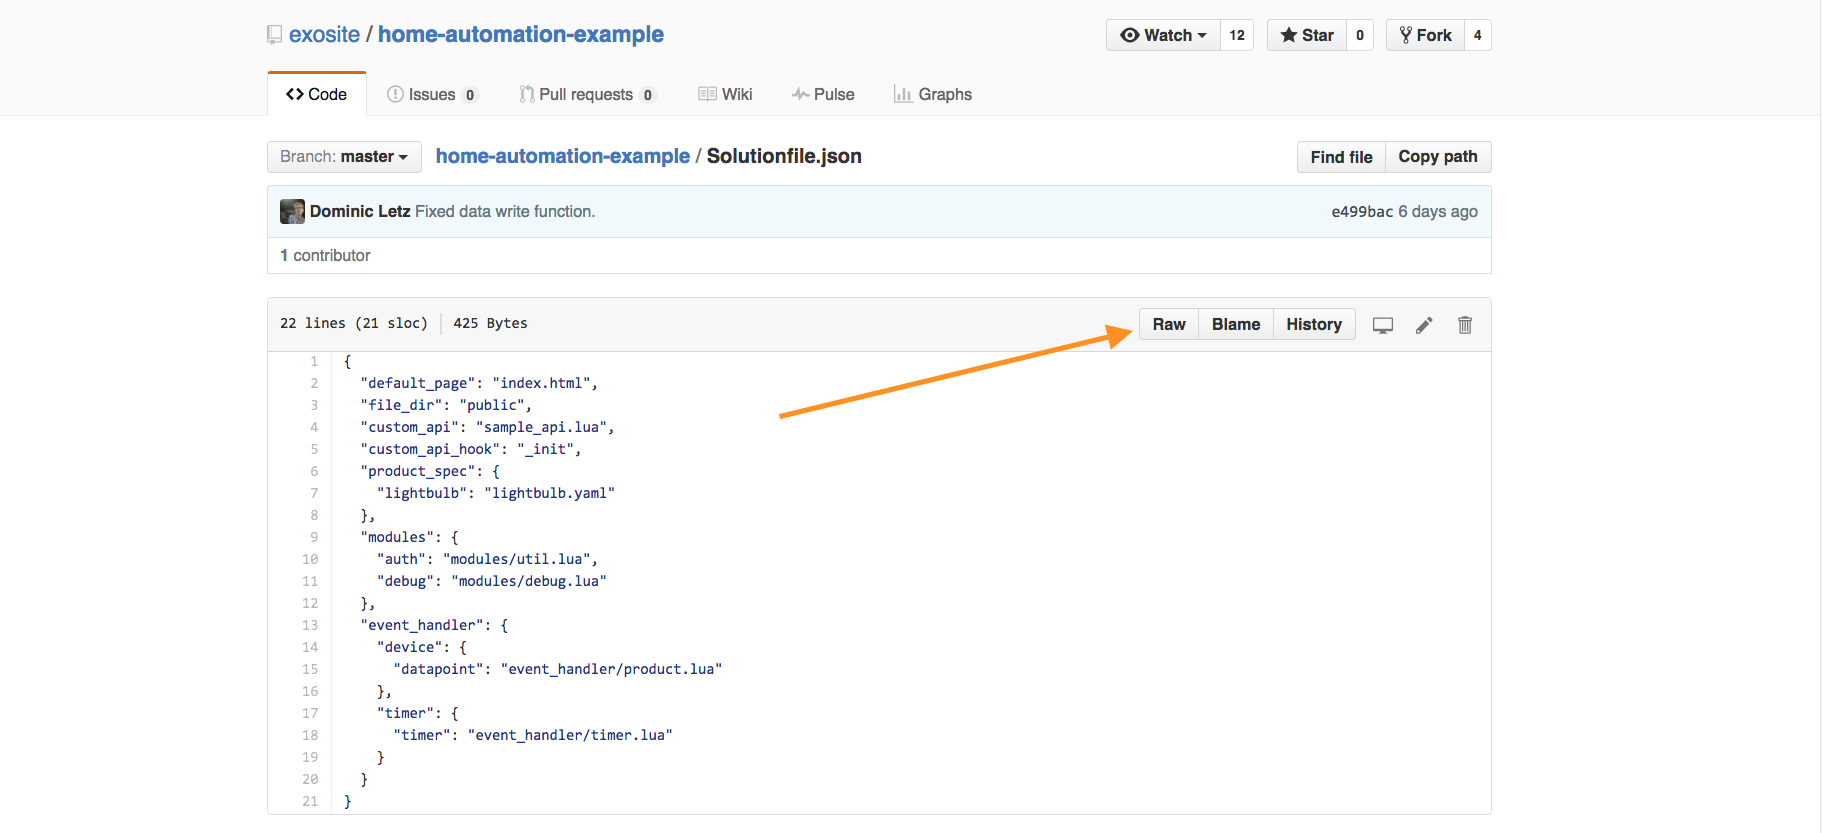 exosite / home-automation-example
Watch 12 Star 0 Fork 4
Code Issues 0 Pull requests 0 Wiki Pulse Graphs
Branch: master home-automation-example / Solutionfile.json Find file Copy path
Dominic Letz Fixed data write function. e499bac 6 days ago
1 contributor
22 lines (21 sloc) 425 Bytes Raw Blame History
1 {
2 "default_page": "index.html",
3 "file_dir": "public",
4 "custom_api": "sample_api.lua",
5 "custom_api_hook": "_init",
6 "product_spec": {
7 "lightbulb": "lightbulb.yaml"
8 },
9 "modules": {
10 "auth": "modules/util.lua",
11 "debug": "modules/debug.lua"
12 },
13 "event_handler": {
14 "device": {
15 "datapoint": "event_handler/product.lua"
16 },
17 "timer": {
18 "timer": "event_handler/timer.lua"
19 }
20 }
21 }